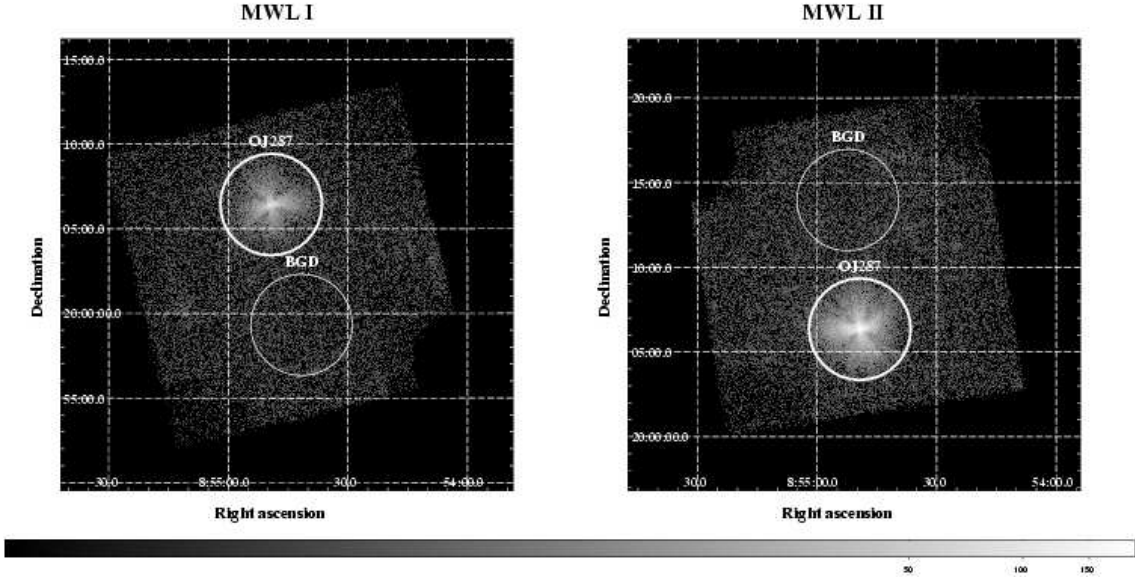 MWL I
MWL II
15:00.0
10:00.0
05:00.0
20:00:00.0
55:00.0
OJ287
BGD
30.0 8:55:00.0 30.0 54:00.0
Declination
Right ascension
20:00.0
15:00.0
10:00.0
05:00.0
20:00:00.0
BGD
OJ287
30.0 8:55:00.0 30.0 54:00.0
Declination
Right ascension
50 100 150